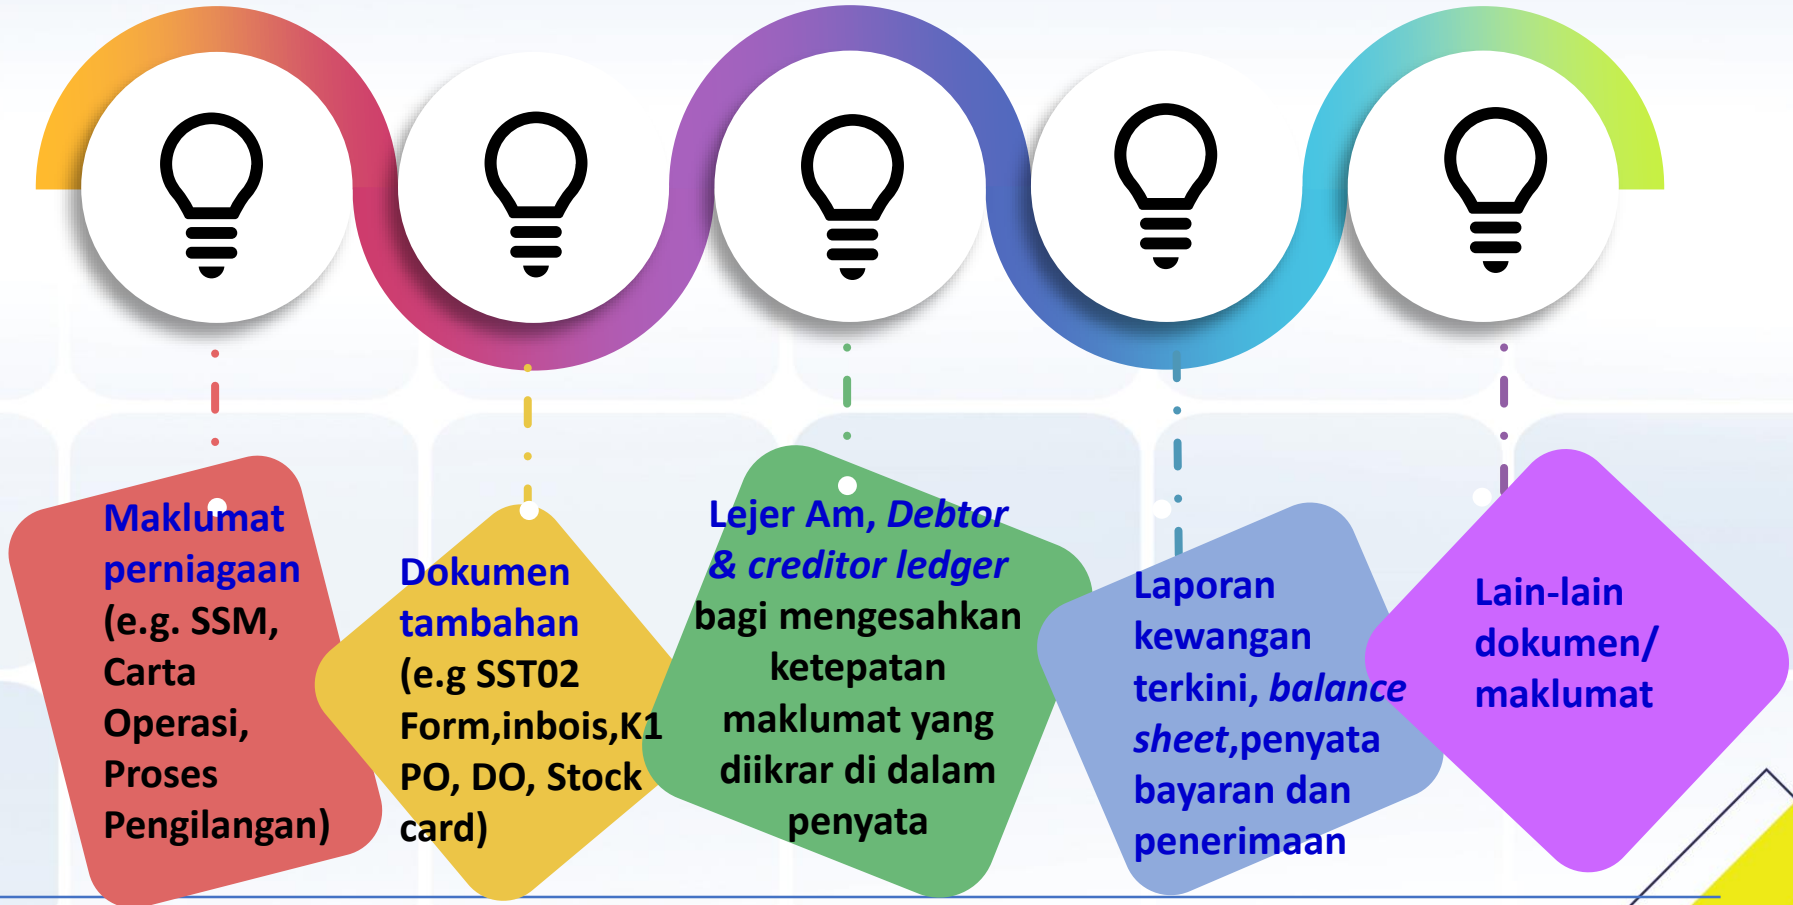 Maklumat
perniagaan
(e.g. SSM,
Carta
Operasi,
Proses
Pengilangan)
Dokumen
tambahan
(e.g SST02
Form,inbois,K1
PO, DO, Stock
card)
Lejer Am, Debtor
& creditor ledger
bagi mengesahkan
ketepatan
maklumat yang
diikrar di dalam
penyata
Laporan
kewangan
terkini, balance
sheet,penyata
bayaran dan
penerimaan
Lain-lain
dokumen/
maklumat